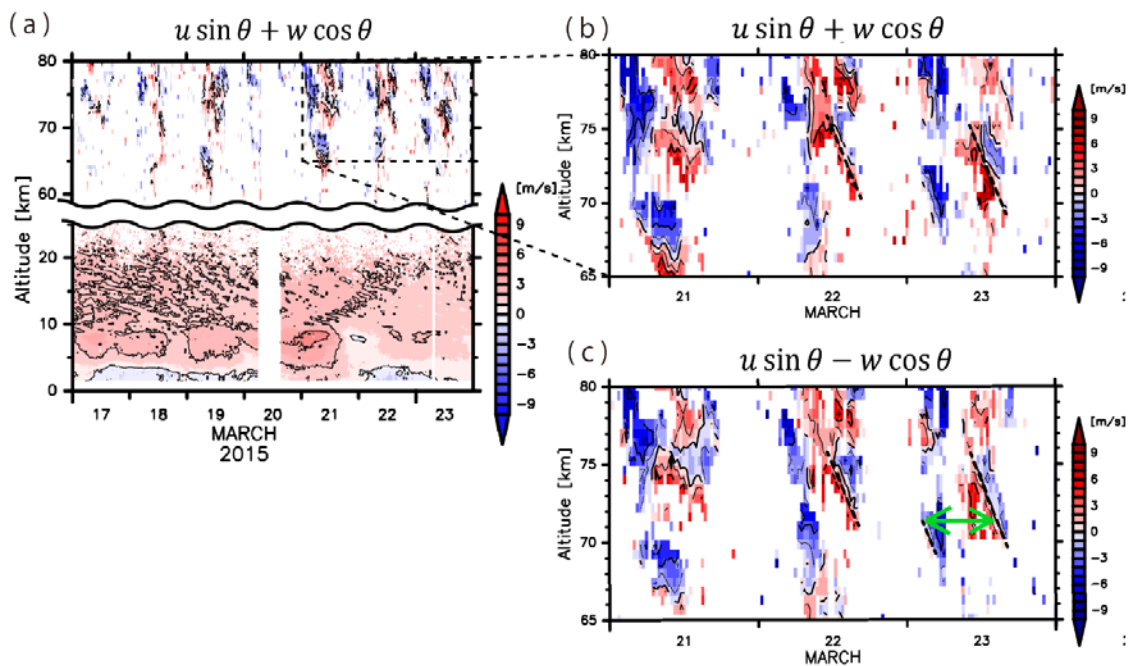 (a)
u sin θ + w cos θ
80
70
60
20
10
0
Altitude [km]
17 18 19 20 21 22 23
MARCH
2015
[m/s]
9
6
3
0
−3
−6
−9
(b)
u sin θ + w cos θ
80
75
70
65
Altitude [km]
21 22 23
MARCH
[m/s]
9
6
3
0
−3
−6
−9
(c)
u sin θ − w cos θ
80
75
70
65
Altitude [km]
21 22 23
MARCH
[m/s]
9
6
3
0
−3
−6
−9